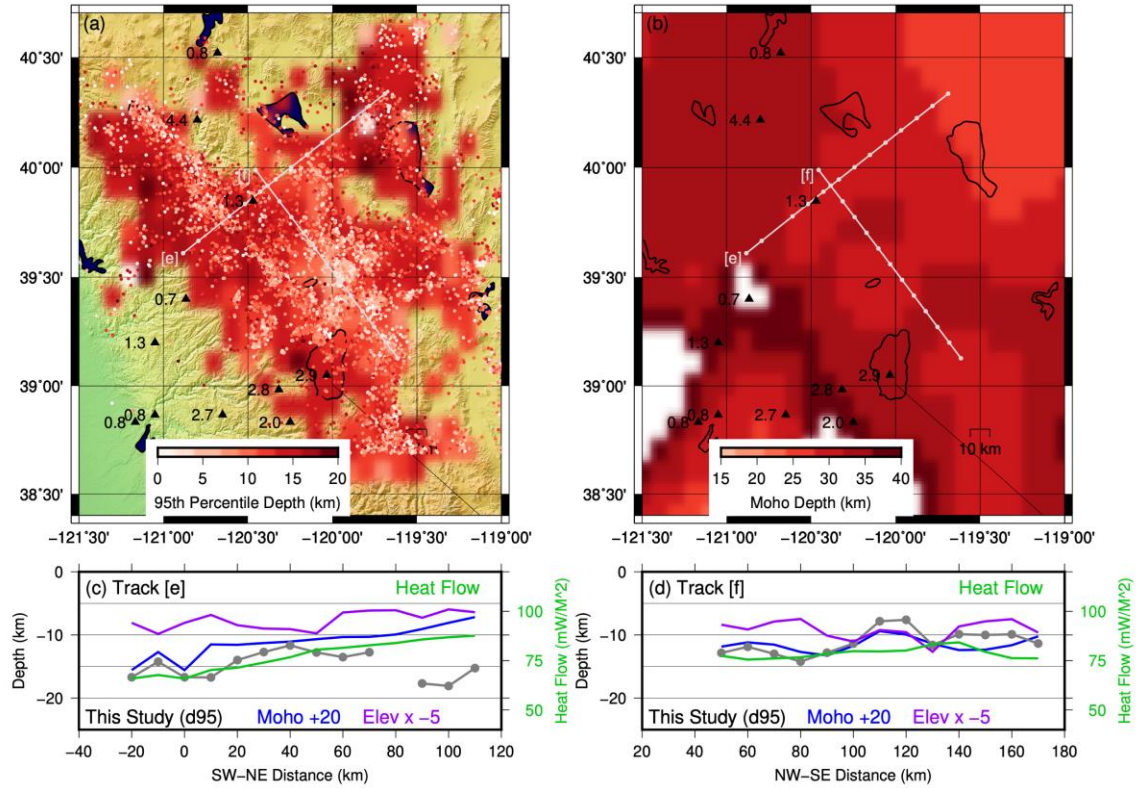 (a)
(b)
40°30'
40°00'
39°30'
39°00'
38°30'
0.8
4.4
[f]
1.3
[e]
0.7
1.3
2.9
2.8
0.8
0.8
2.7
2.0
0 5 10 15 20
95th Percentile Depth (km)
−121°30' −121°00' −120°30' −120°00' −119°30' −119°00'
40°30'
40°00'
39°30'
39°00'
38°30'
0.8
4.4
[f]
1.3
[e]
0.7
1.3
2.9
2.8
0.8
0.8
2.7
2.0
10 km
15 20 25 30 35 40
Moho Depth (km)
−121°30' −121°00' −120°30' −120°00' −119°30' −119°00'
(c) Track [e] Heat Flow
0
−10
−20
Depth (km)
100
75
50
Heat Flow (mW/M^2)
This Study (d95) Moho +20 Elev x −5
−40 −20 0 20 40 60 80 100 120
SW−NE Distance (km)
(d) Track [f] Heat Flow
0
−10
−20
Depth (km)
100
75
50
Heat Flow (mW/M^2)
This Study (d95) Moho +20 Elev x −5
20 40 60 80 100 120 140 160 180
NW−SE Distance (km)